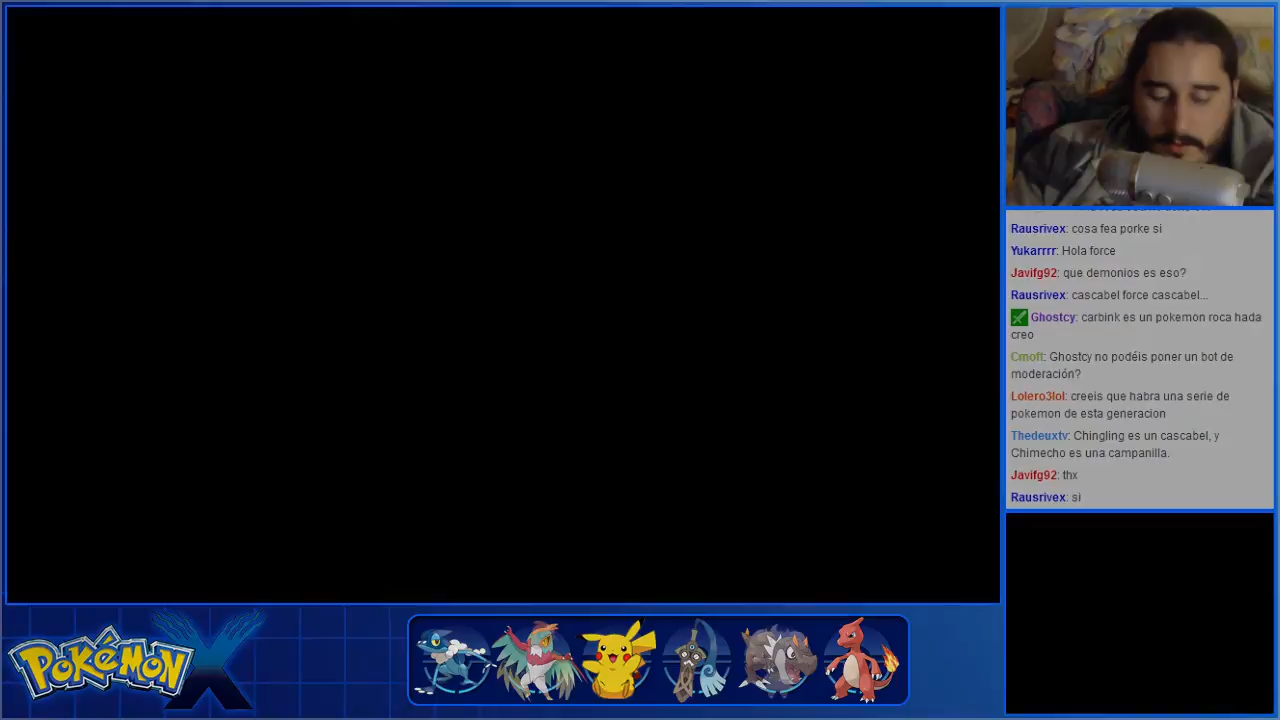 Rausrivex: cosa fea porke si
Yukarrrr: Hola force
Javifg92: que demonios es eso?
Rausrivex: cascabel force cascabel...
Ghostcy: carbink es un pokemon roca hada
creo
Cmoft: Ghostcy no podéis poner un bot de
moderación?
Lolero3lol: creeis que habra una serie de
pokemon de esta generacion
Thedeuxtv: Chingling es un cascabel, y
Chimecho es una campanilla.
Javifg92: thx
Rausrivex: si
POKéMON X